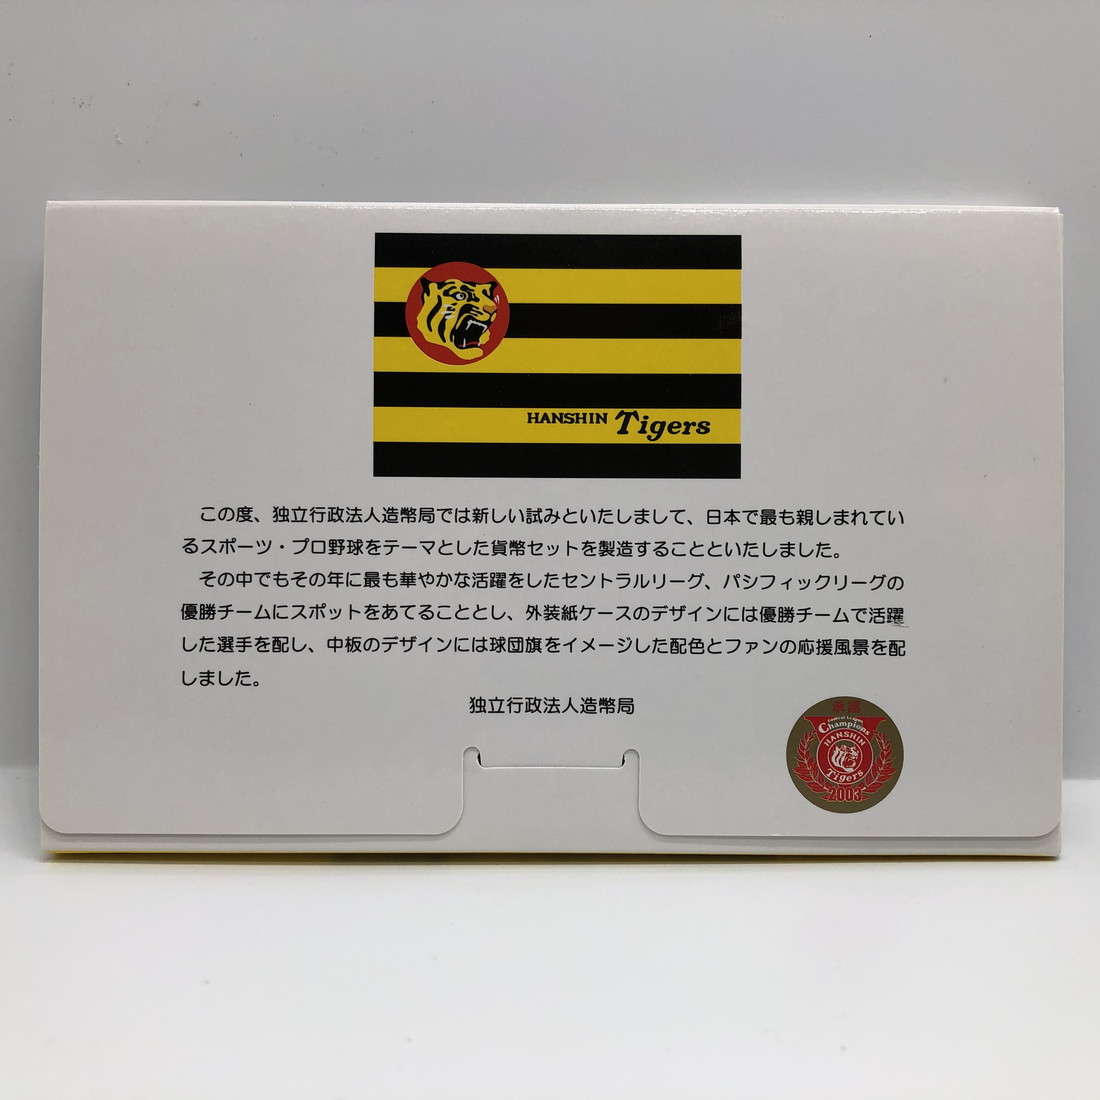 HANSHIN Tigers
この度、独立行政法人造幣局では新しい試みといたしまして、日本で最も親しまれてい
るスポーツ・プロ野球をテーマとした貨幣セットを製造することといたしました。
その中でもその年に最も華やかな活躍をしたセントラルリーグ、パシフィックリーグの
優勝チームにスポットをあてることとし、外装紙ケースのデザインには優勝チームで活躍
した選手を配し、中板のデザインには球団旗をイメージした配色とファンの応援風景を配
しました。
独立行政法人造幣局
承認
Central League
Champions
HANSHIN
Tigers
2003